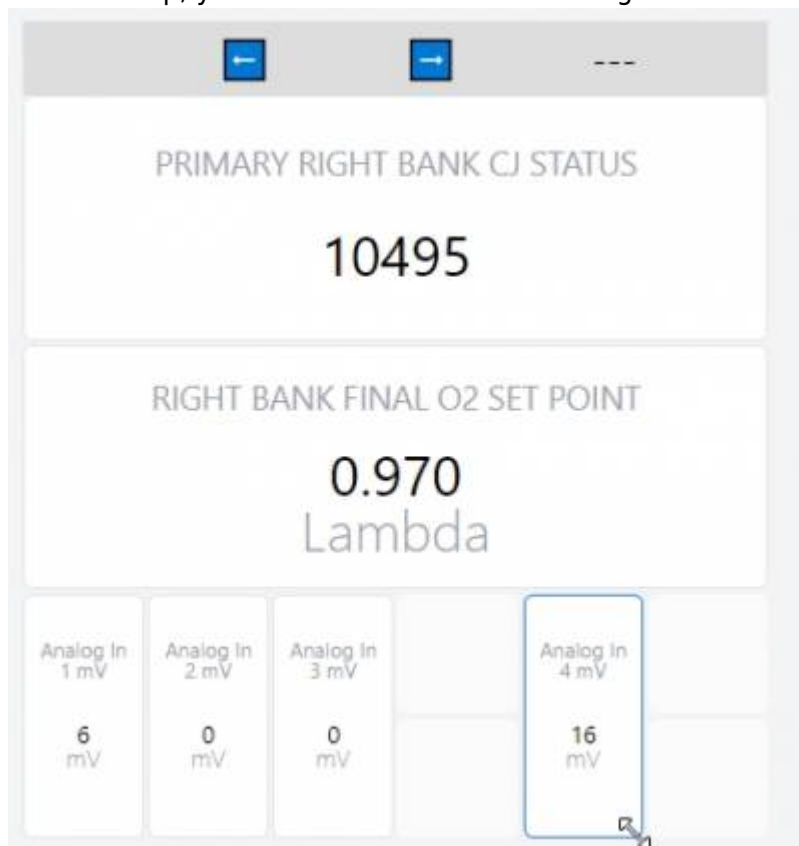 ---
PRIMARY RIGHT BANK CJ STATUS
10495
RIGHT BANK FINAL O2 SET POINT
0.970
Lambda
Analog In
1 mV
6
mV
Analog In
2 mV
0
mV
Analog In
3 mV
0
mV
Analog In
4 mV
16
mV